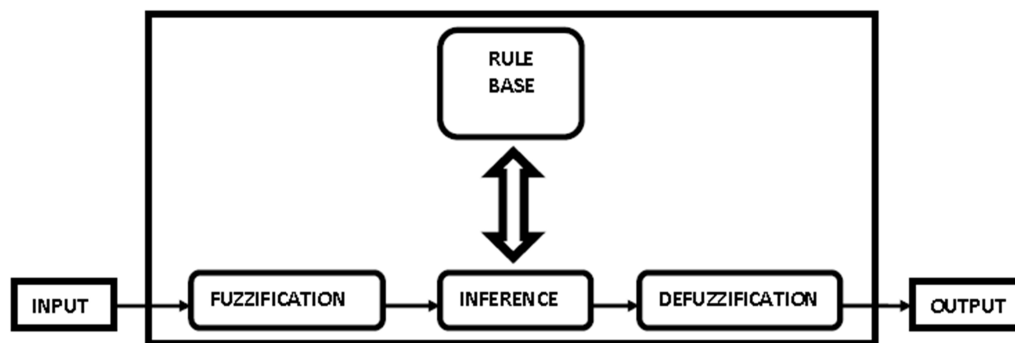 RULE
BASE
INPUT
FUZZIFICATION
INFERENCE
DEFUZZIFICATION
OUTPUT